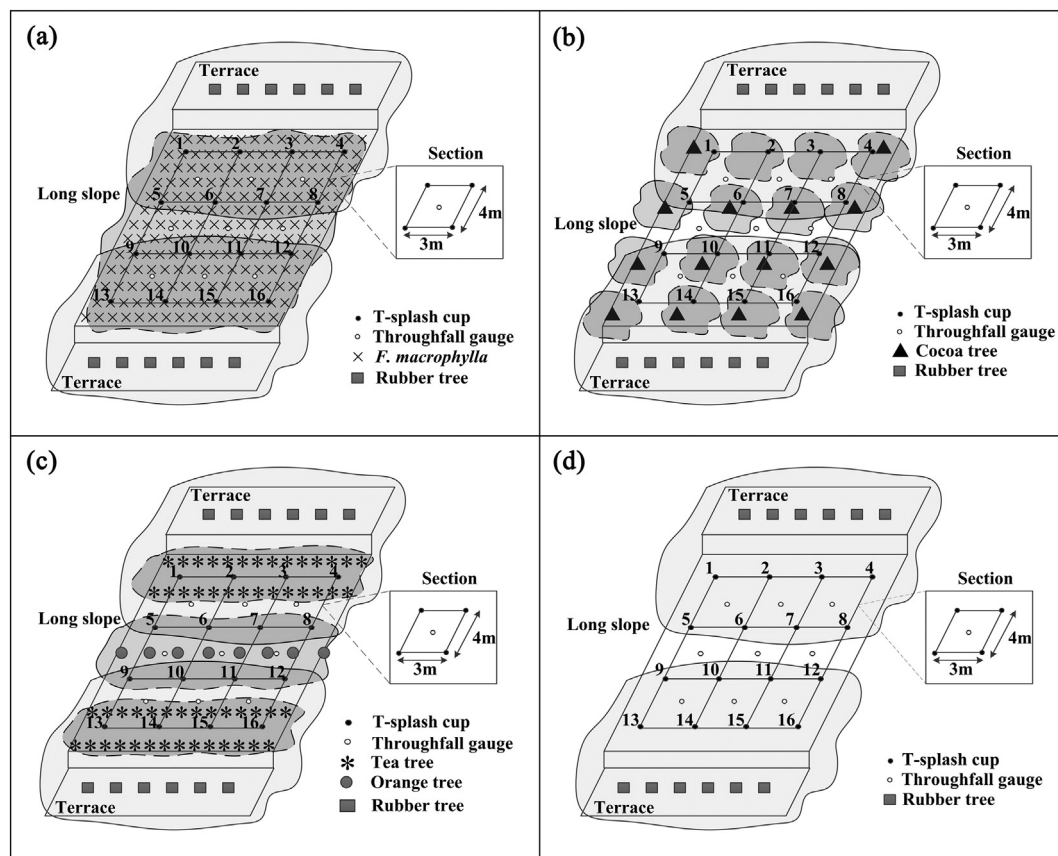 (a)
Terrace
1 2 3 4
Section
Long slope
5 6 7 8
4m
3m
9 10 11 12
13 14 15 16
T-splash cup
Throughfall gauge
F. macrophylla
Rubber tree
Terrace
(b)
Terrace
1 2 3 4
Section
5 6 7 8
Long slope
4m
3m
9 10 11 12
13 14 15 16
T-splash cup
Throughfall gauge
Cocoa tree
Rubber tree
Terrace
(c)
Terrace
1 2 3 4
Section
Long slope
5 6 7 8
4m
3m
9 10 11 12
13 14 15 16
T-splash cup
Throughfall gauge
Tea tree
Orange tree
Rubber tree
Terrace
(d)
Terrace
1 2 3 4
Section
Long slope
5 6 7 8
4m
3m
9 10 11 12
13 14 15 16
T-splash cup
Throughfall gauge
Rubber tree
Terrace